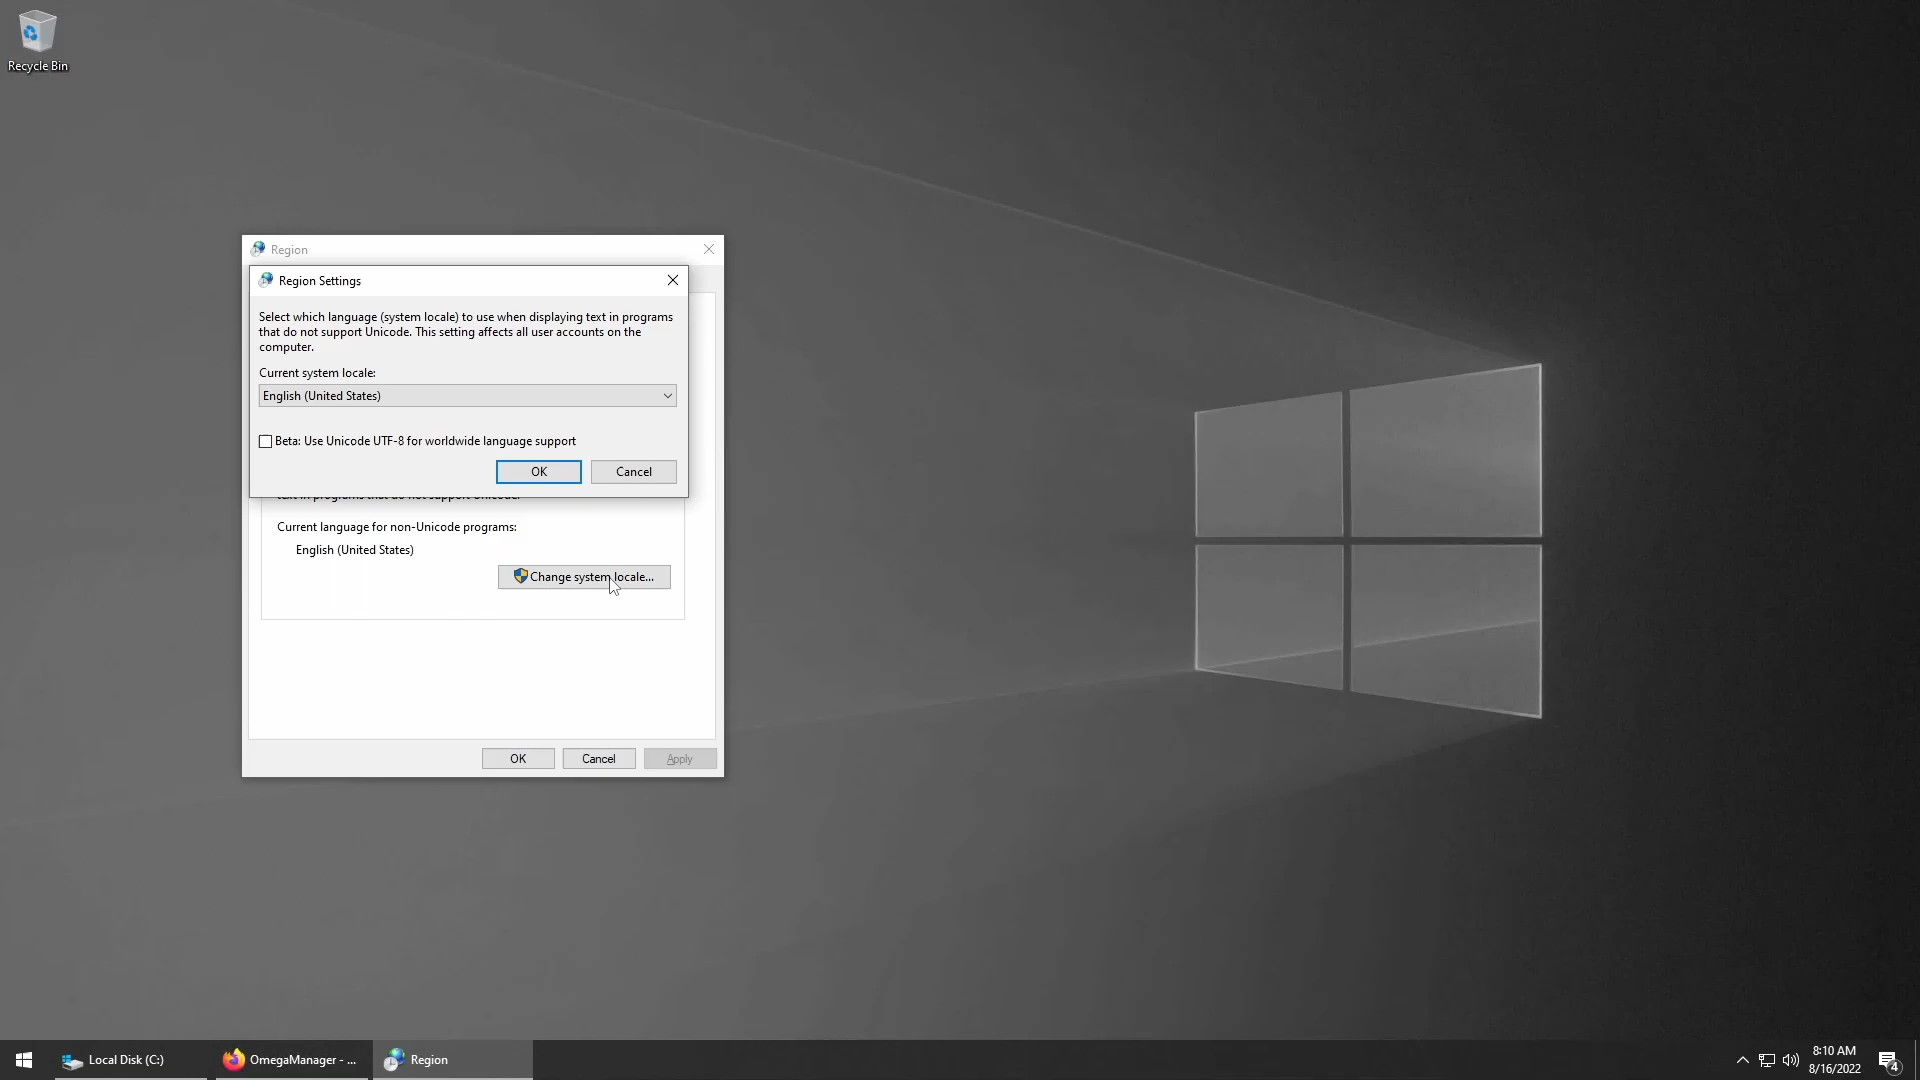 Recycle Bin
Region
Region Settings
Select which language (system locale) to use when displaying text in programs
that do not support Unicode. This setting affects all user accounts on the
computer.
Current system locale:
English (United States)
Beta: Use Unicode UTF-8 for worldwide language support
OK
Cancel
text in programs that do not support Unicode.
Current language for non-Unicode programs:
English (United States)
Change system locale...
OK
Cancel
Apply
Local Disk (C:)
OmegaManager - ...
Region
8:10 AM
8/16/2022
4